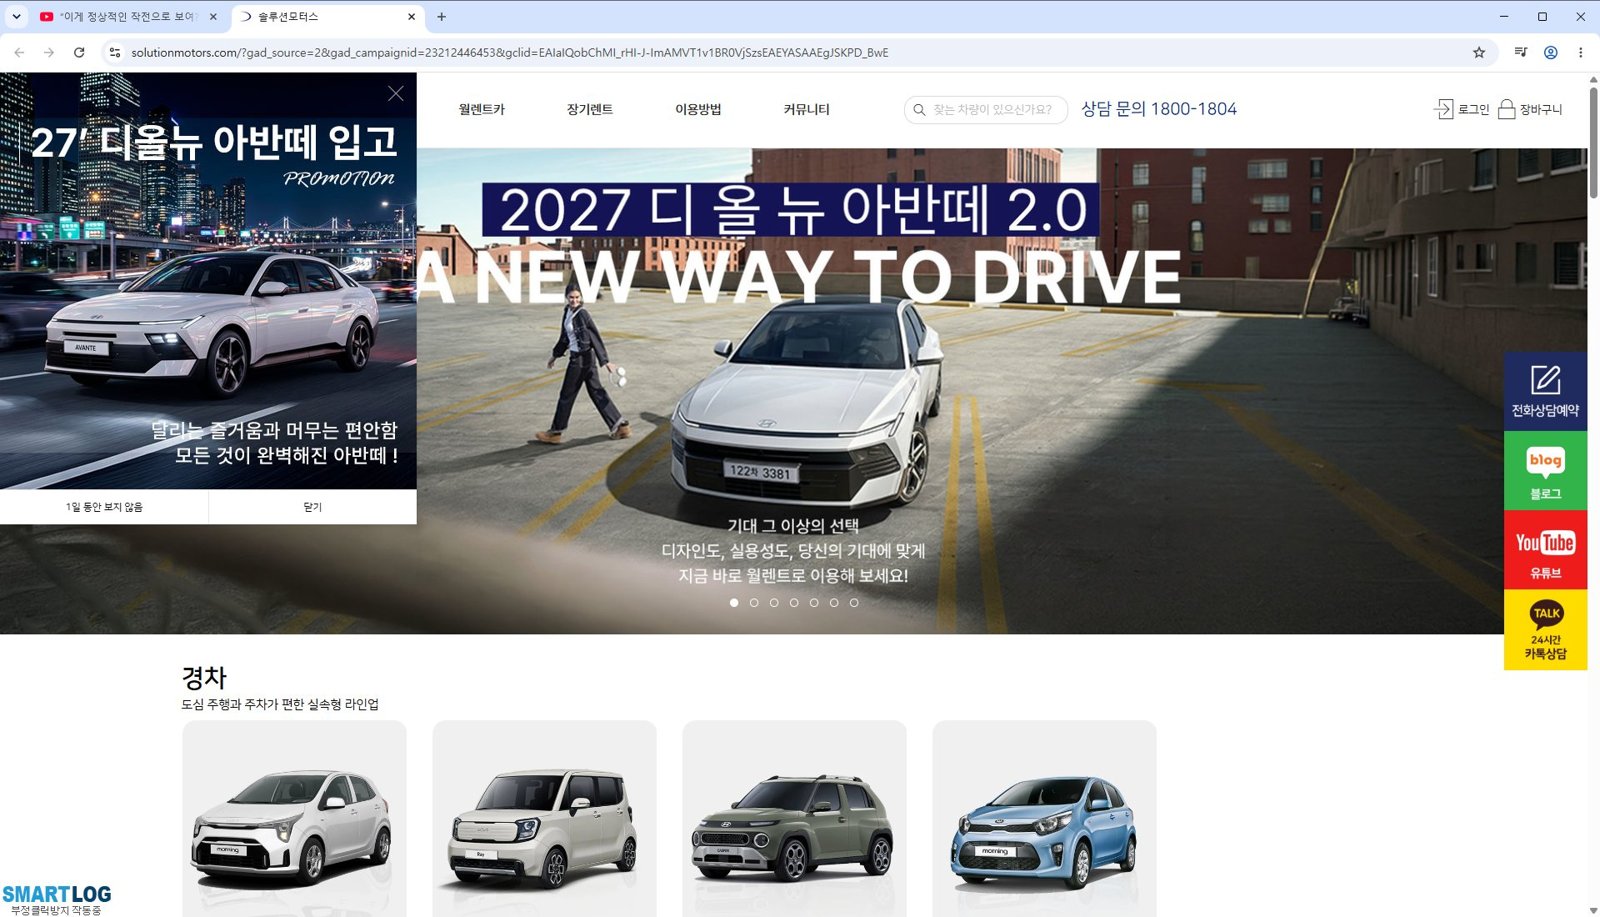 "이게 정상적인 작전으로 보여?
솔루션모터스
solutionmotors.com/?gad_source=2&gad_campaignid=23212446453&gclid=EAIaIQobChMI_rHI-J-ImAMVT1v1BR0VjSzsEAEYASAAEgJSKPD_BwE
27' 디올뉴 아반떼 입고
PROMOTION
AVANTE
달리는 즐거움과 머무는 편안함
모든 것이 완벽해진 아반떼 !
1일 동안 보지 않음
닫기
월렌트카
장기렌트
이용방법
커뮤니티
찾는 차량이 있으신가요?
상담 문의 1800-1804
로그인
장바구니
2027 디 올 뉴 아반떼 2.0
A NEW WAY TO DRIVE
122차 3381
기대 그 이상의 선택
디자인도, 실용성도, 당신의 기대에 맞게
지금 바로 월렌트로 이용해 보세요!
전화상담예약
blog
블로그
YouTube
유튜브
TALK
24시간
카톡상담
경차
도심 주행과 주차가 편한 실속형 라인업
morning
Ray
CASPER
morning
SMARTLOG
부정클릭방지 작동중